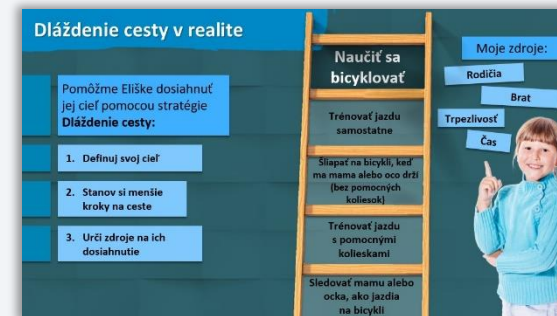 Dláždenie cesty v realite
Pomôžme Eliške dosiahnuť
jej cieľ pomocou stratégie
Dláždenie cesty:
1. Definuj svoj cieľ
2. Stanov si menšie
kroky na ceste
3. Urči zdroje na ich
dosiahnutie
Naučiť sa
bicyklovať
Trénovať jazdu
samostatne
Šliapať na bicykli, keď
ma mama alebo oco drží
(bez pomocných
koliesok)
Trénovať jazdu
s pomocnými
kolieskami
Sledovať mamu alebo
ocka, ako jazdia
na bicykli
Moje zdroje:
Rodičia
Brat
Trpezlivosť
Čas